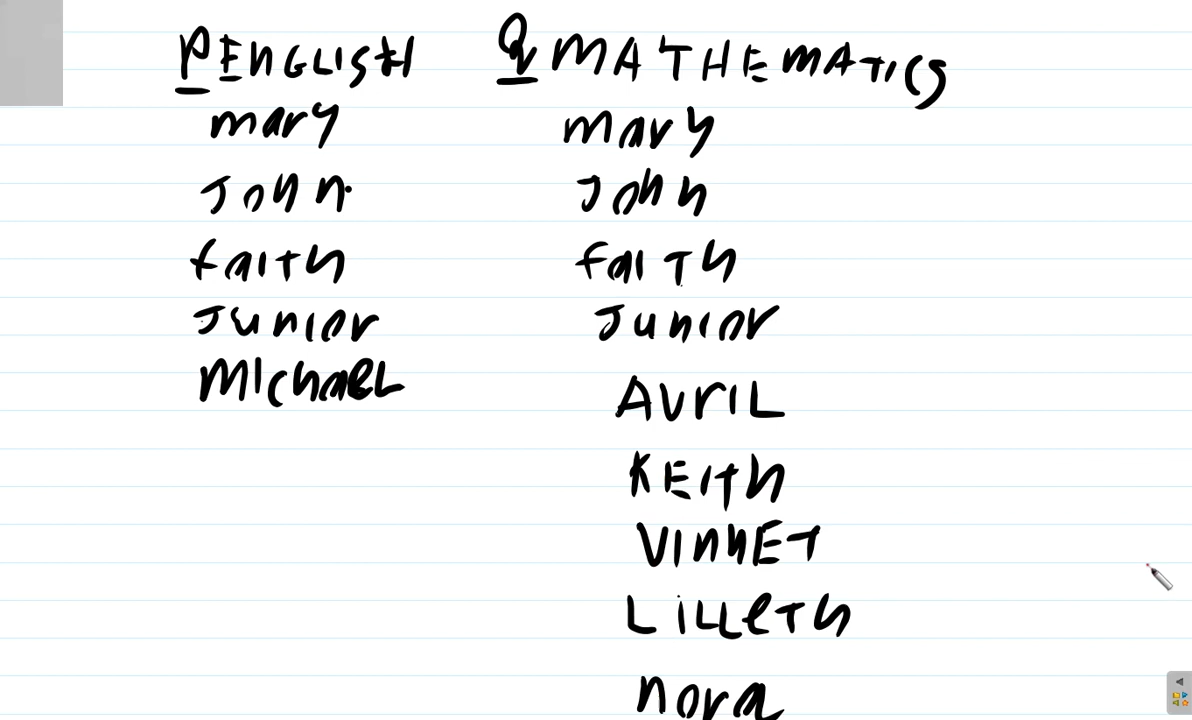 P ENGLISH Q MATHEMATICS
mary mary
John John
faith faith
Junior Junior
MIchaeL
AvrIL
KEith
VinnET
LiLLeth
nora